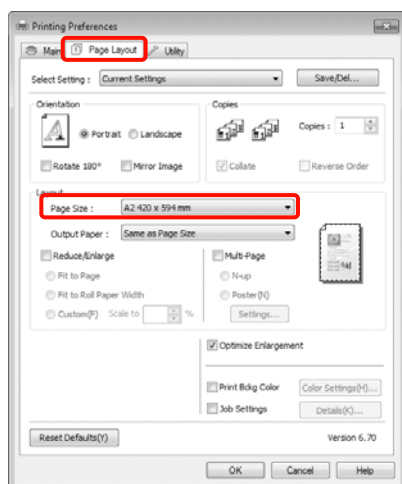 Printing Preferences
Main Page Layout Utility
Select Setting : Current Settings Save/Del...
Orientation Copies
Portrait Landscape Copies : 1
Rotate 180° Mirror Image Collate Reverse Order
Layout
Page Size : A2 420 x 594 mm
Output Paper : Same as Page Size
Reduce/Enlarge Multi-Page
Fit to Page N-up
Fit to Roll Paper Width Poster(N)
Custom(F) Scale to % Settings...
Optimize Enlargement
Print Bckg Color Color Settings(H)...
Job Settings Details(K)...
Reset Defaults(Y) Version 6.70
OK Cancel Help